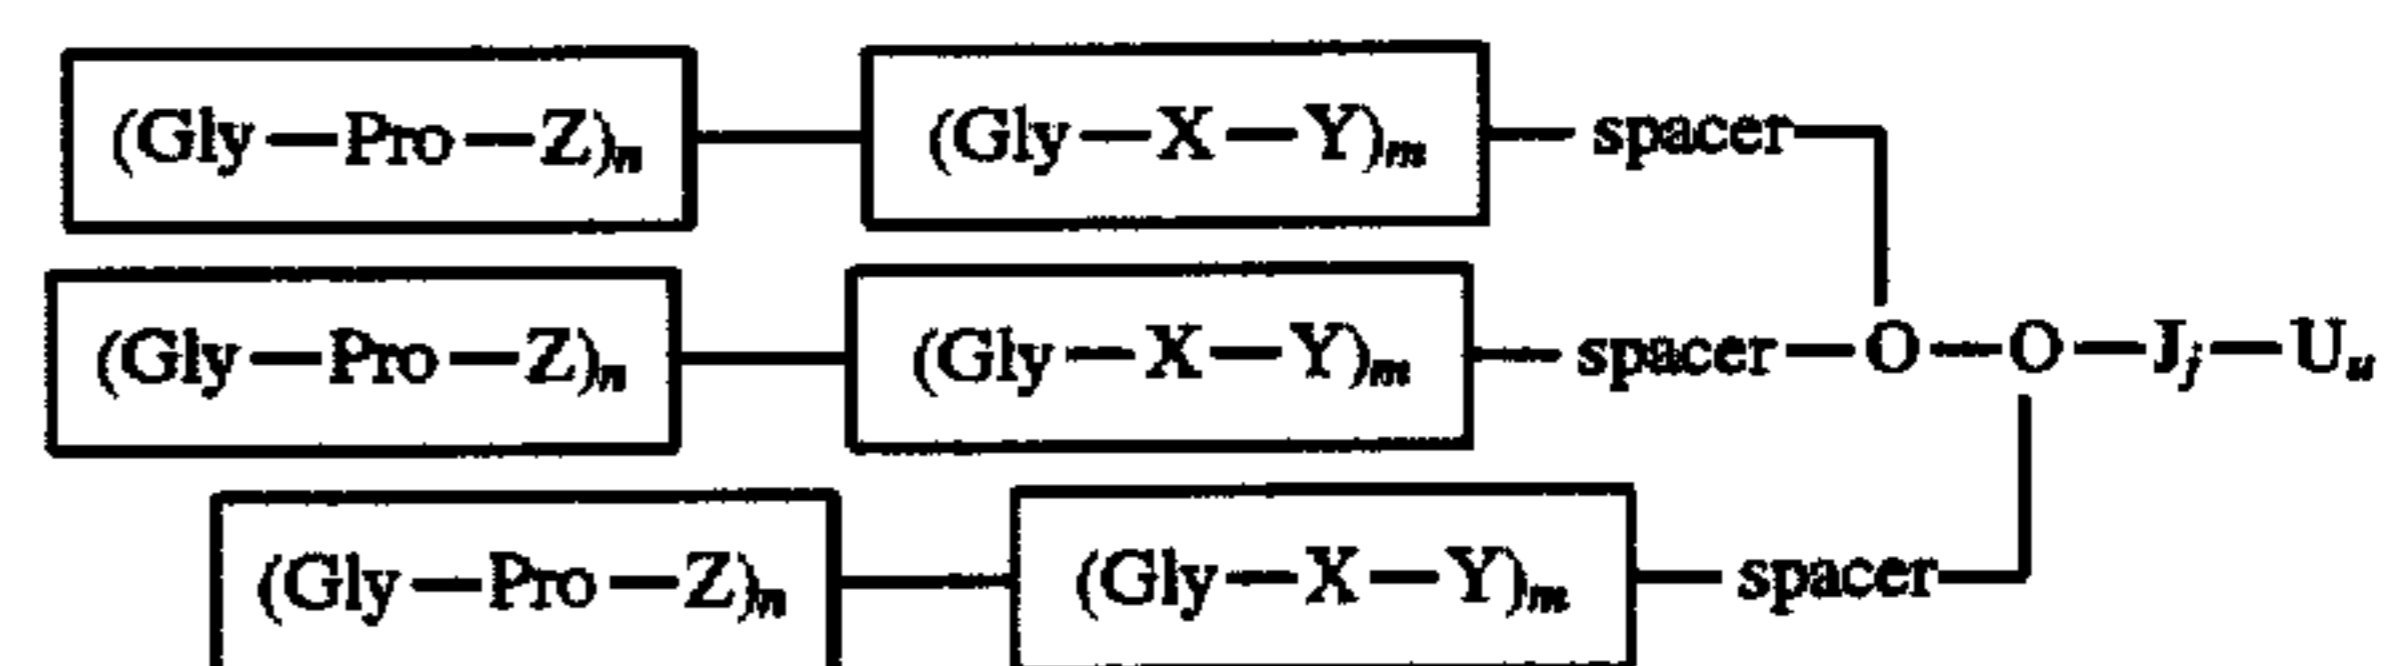 (Gly—Pro—Z)n — (Gly—X—Y)m — spacer
(Gly—Pro—Z)n — (Gly—X—Y)m — spacer—O—O—Jj—Uu
(Gly—Pro—Z)n — (Gly—X—Y)m — spacer